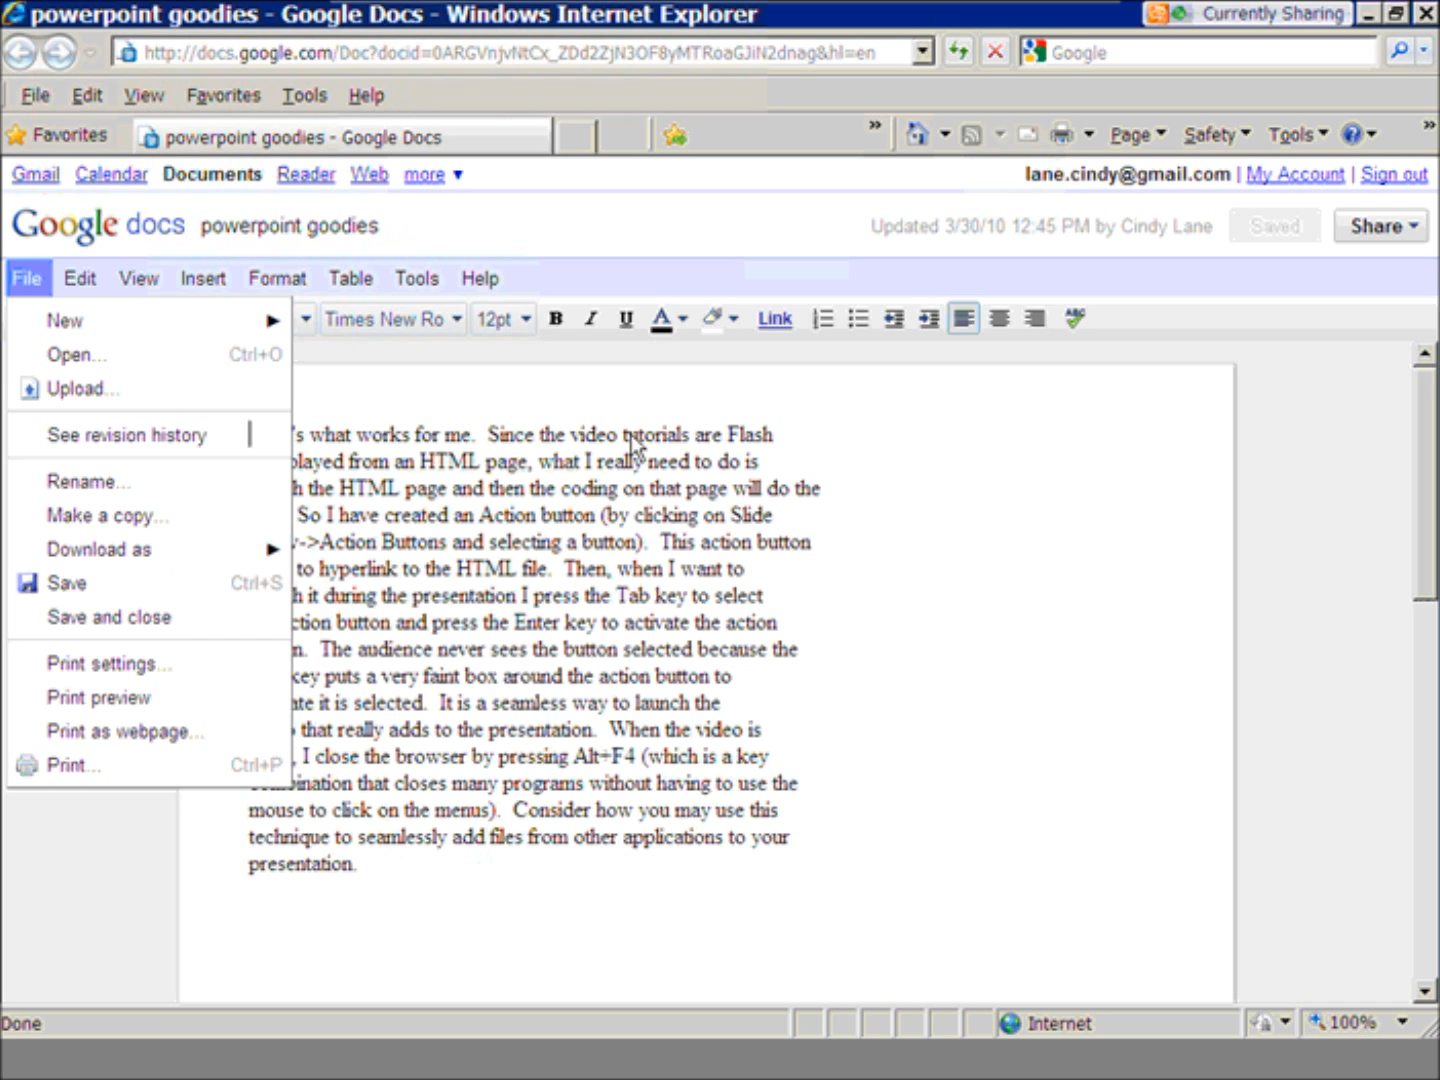 powerpoint goodies - Google Docs - Windows Internet Explorer
Currently Sharing
http://docs.google.com/Doc?docid=0ARGVnjvNtCx_ZDd2ZjN3OF8yMTRoaGJiN2dnag&hl=en
Google
File Edit View Favorites Tools Help
Favorites
powerpoint goodies - Google Docs
Page Safety Tools
Gmail Calendar Documents Reader Web more
lane.cindy@gmail.com | My Account | Sign out
Google docs powerpoint goodies
Updated 3/30/10 12:45 PM by Cindy Lane
Saved
Share
File Edit View Insert Format Table Tools Help
Times New Ro 12pt B I U A Link
New
Open... Ctrl+O
Upload...
See revision history
Rename...
Make a copy...
Download as
Save Ctrl+S
Save and close
Print settings...
Print preview
Print as webpage...
Print... Ctrl+P
's what works for me. Since the video tutorials are Flash
played from an HTML page, what I really need to do is
h the HTML page and then the coding on that page will do the
So I have created an Action button (by clicking on Slide
->Action Buttons and selecting a button). This action button
to hyperlink to the HTML file. Then, when I want to
h it during the presentation I press the Tab key to select
ction button and press the Enter key to activate the action
n. The audience never sees the button selected because the
key puts a very faint box around the action button to
te it is selected. It is a seamless way to launch the
that really adds to the presentation. When the video is
, I close the browser by pressing Alt+F4 (which is a key
combination that closes many programs without having to use the
mouse to click on the menus). Consider how you may use this
technique to seamlessly add files from other applications to your
presentation.
Done
Internet
100%